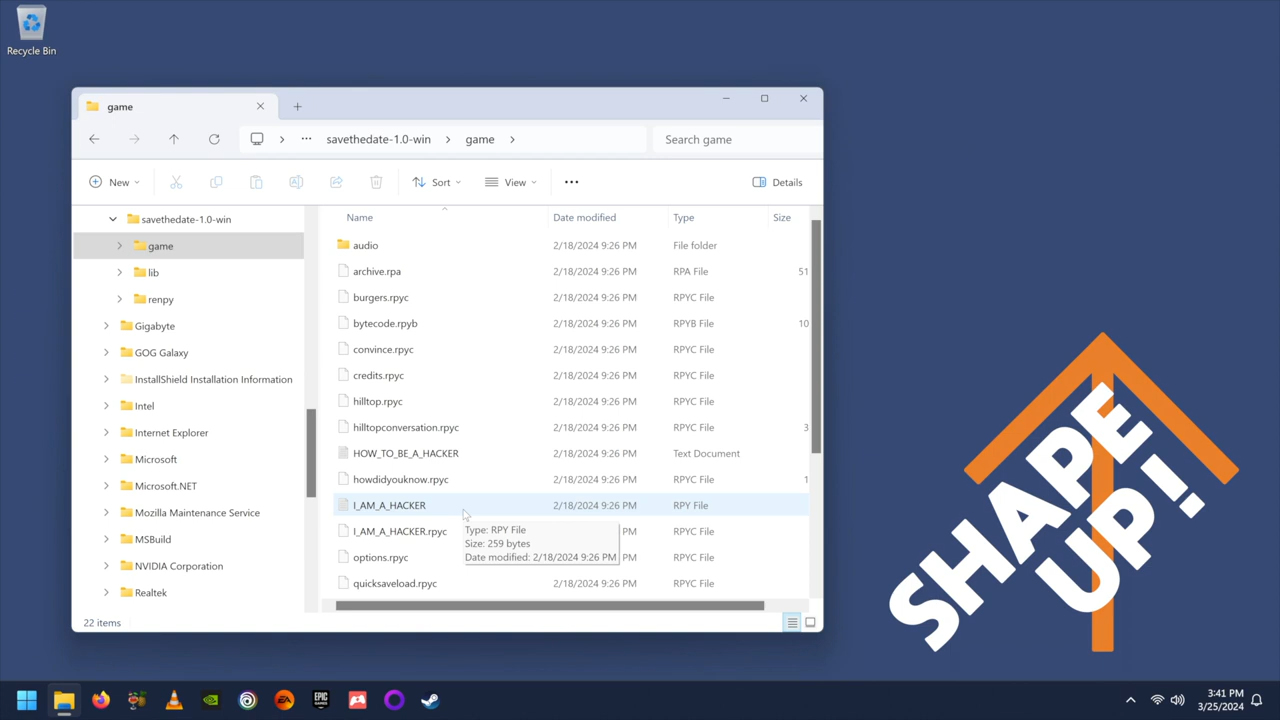 Recycle Bin
game
savethedate-1.0-win
game
Search game
New
Sort
View
Details
savethedate-1.0-win
game
lib
renpy
Gigabyte
GOG Galaxy
InstallShield Installation Information
Intel
Internet Explorer
Microsoft
Microsoft.NET
Mozilla Maintenance Service
MSBuild
NVIDIA Corporation
Realtek
Name Date modified Type Size
audio 2/18/2024 9:26 PM File folder
archive.rpa 2/18/2024 9:26 PM RPA File 51
burgers.rpyc 2/18/2024 9:26 PM RPYC File
bytecode.rpyb 2/18/2024 9:26 PM RPYB File 10
convince.rpyc 2/18/2024 9:26 PM RPYC File
credits.rpyc 2/18/2024 9:26 PM RPYC File
hilltop.rpyc 2/18/2024 9:26 PM RPYC File
hilltopconversation.rpyc 2/18/2024 9:26 PM RPYC File 3
HOW_TO_BE_A_HACKER 2/18/2024 9:26 PM Text Document
howdidyouknow.rpyc 2/18/2024 9:26 PM RPYC File 1
I_AM_A_HACKER 2/18/2024 9:26 PM RPY File
I_AM_A_HACKER.rpyc PM RPYC File
options.rpyc PM RPYC File
quicksaveload.rpyc 2/18/2024 9:26 PM RPYC File
Type: RPY File
Size: 259 bytes
Date modified: 2/18/2024 9:26 PM
22 items
SHAPE
UP!
EA
EPIC
GAMES
3:41 PM
3/25/2024